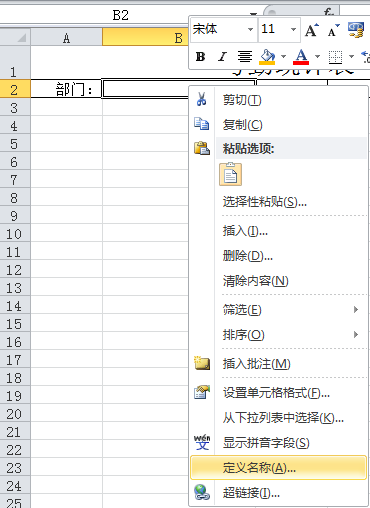 B2
宋体 11 A A
B I A
A B
1
2 部门：
3
4
5
6
7
8
9
10
11
12
13
14
15
16
17
18
19
20
21
22
23
24
25
剪切(T)
复制(C)
粘贴选项:
选择性粘贴(S)...
插入(I)...
删除(D)...
清除内容(N)
筛选(E)
排序(O)
插入批注(M)
设置单元格格式(F)...
从下拉列表中选择(K)...
wén
文
显示拼音字段(S)
定义名称(A)...
超链接(I)...